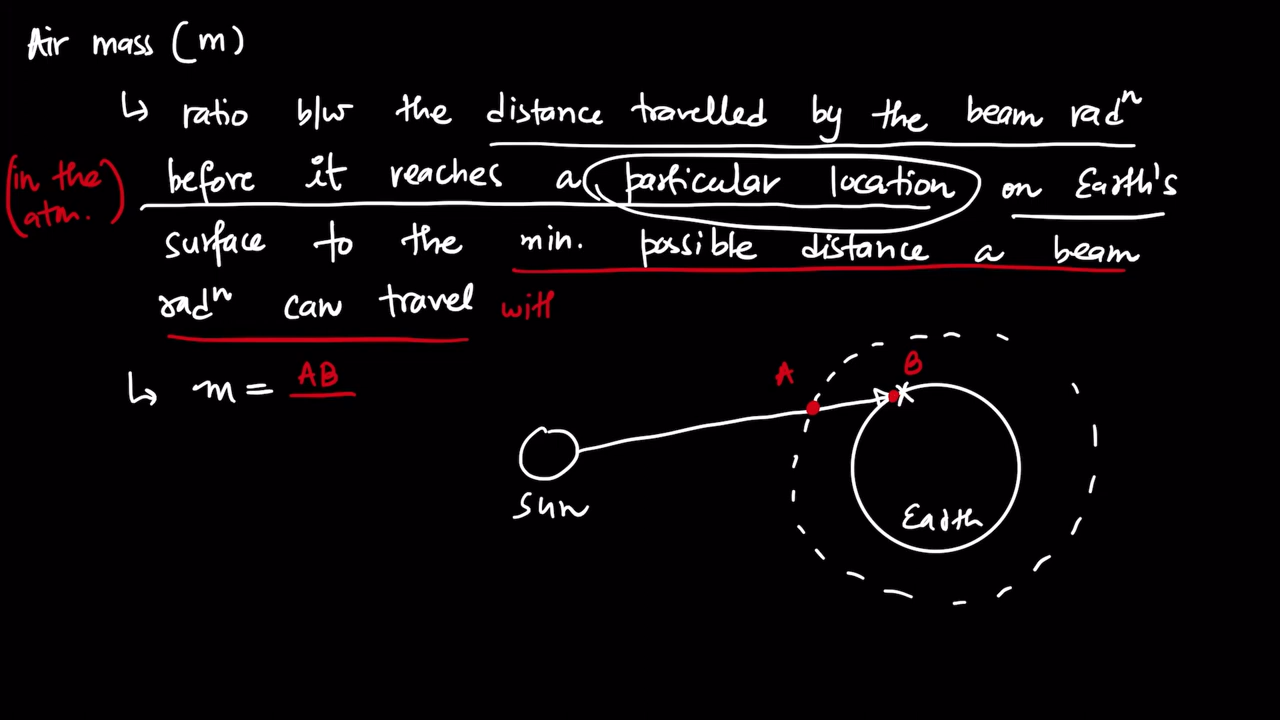 Air mass (m)
↳ ratio b/w the distance travelled by the beam radⁿ
(in the atm.) before it reaches a particular location on Earth's
surface to the min. possible distance a beam
radⁿ can travel with
↳ m = AB
A
B
Sun
Earth